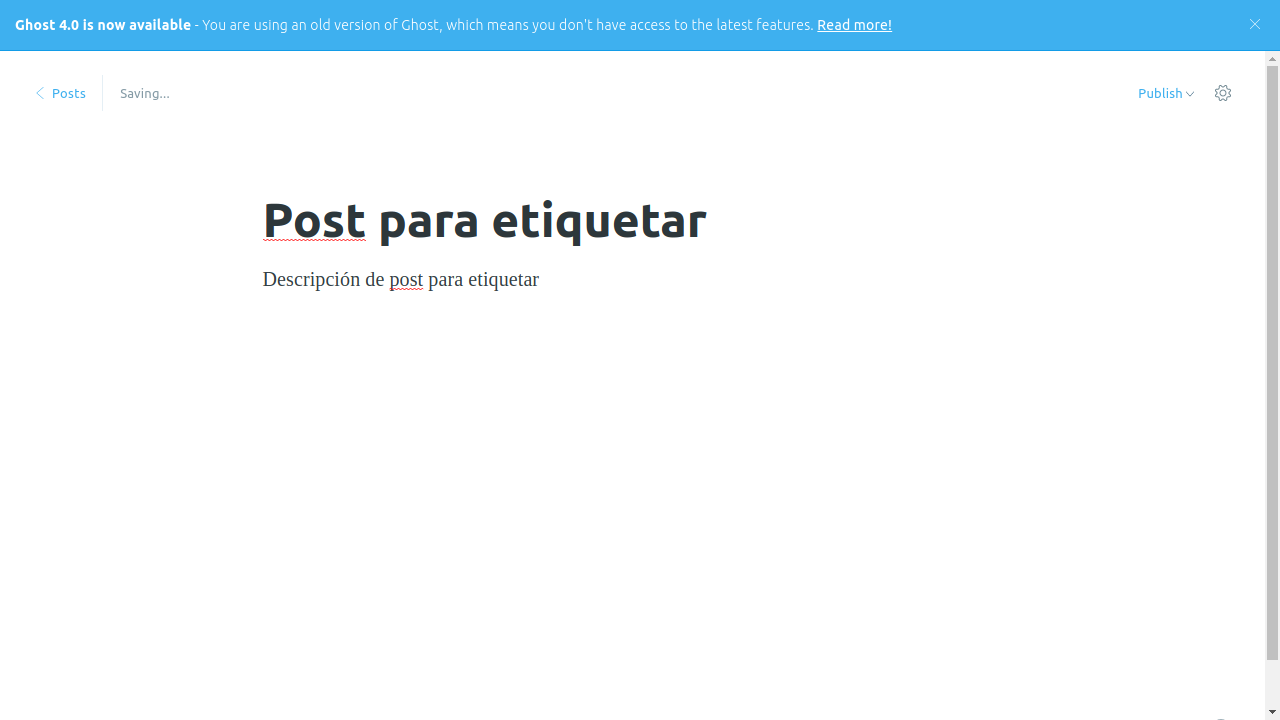 Ghost 4.0 is now available - You are using an old version of Ghost, which means you don't have access to the latest features. Read more!
Posts
Saving...
Publish
Post para etiquetar
Descripción de post para etiquetar